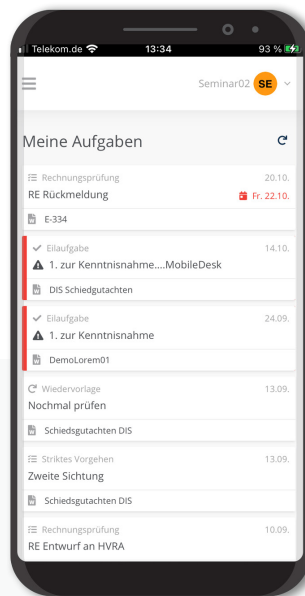 Telekom.de 13:34 93 %
Seminar02 SE
Meine Aufgaben
Rechnungsprüfung 20.10.
RE Rückmeldung Fr. 22.10.
E-334
Eilaufgabe 14.10.
1. zur Kenntnisnahme....MobileDesk
DIS Schiedgutachten
Eilaufgabe 24.09.
1. zur Kenntnisnahme
DemoLorem01
Wiedervorlage 13.09.
Nochmal prüfen
Schiedsgutachten DIS
Striktes Vorgehen 13.09.
Zweite Sichtung
Schiedsgutachten DIS
Rechnungsprüfung 10.09.
RE Entwurf an HVRA